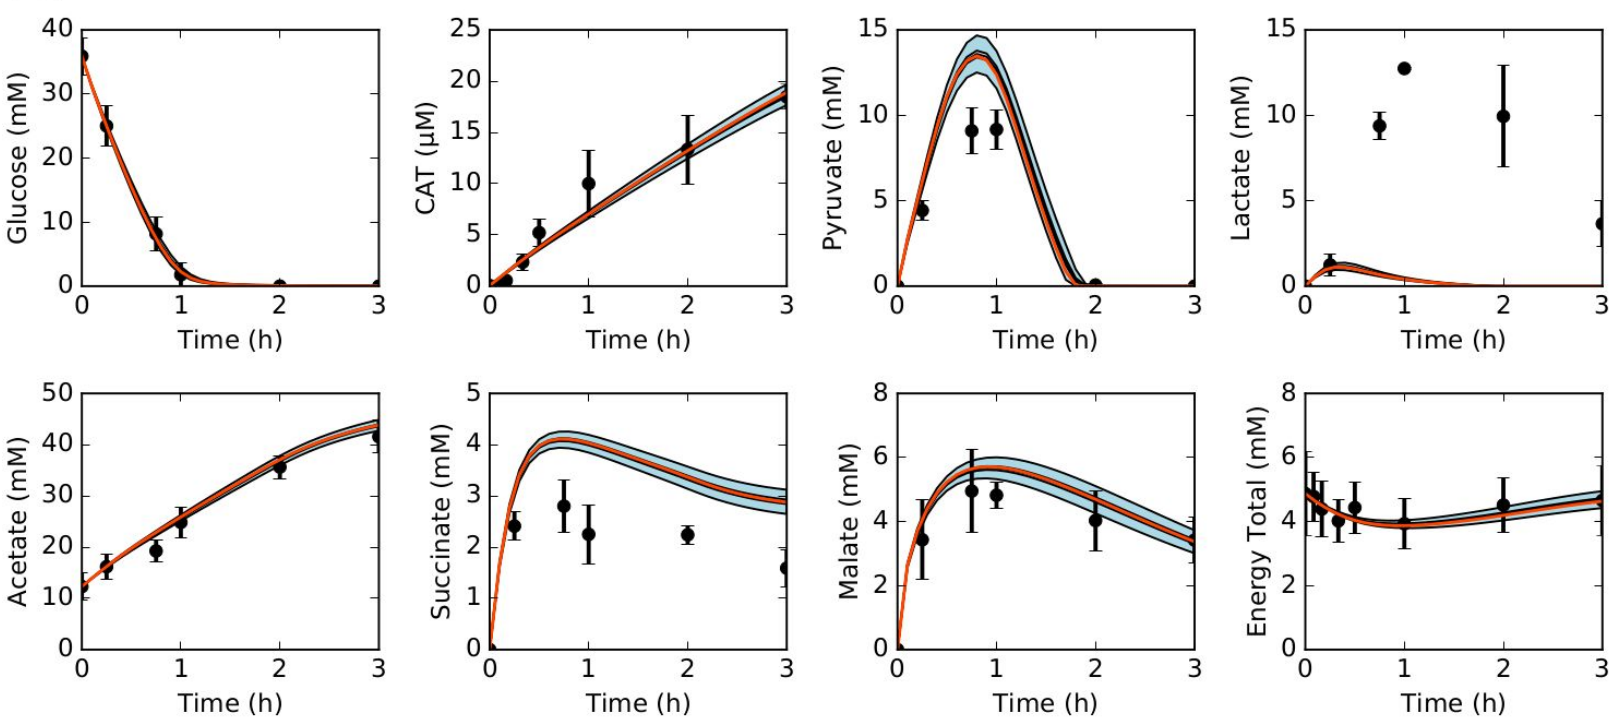 Glucose (mM)
40
30
20
10
0
0 1 2 3
Time (h)
CAT (μM)
25
20
15
10
5
0
0 1 2 3
Time (h)
Pyruvate (mM)
15
10
5
0
0 1 2 3
Time (h)
Lactate (mM)
15
10
5
0
0 1 2 3
Time (h)
Acetate (mM)
50
40
30
20
10
0
0 1 2 3
Time (h)
Succinate (mM)
5
4
3
2
1
0
0 1 2 3
Time (h)
Malate (mM)
8
6
4
2
0
0 1 2 3
Time (h)
Energy Total (mM)
8
6
4
2
0
0 1 2 3
Time (h)